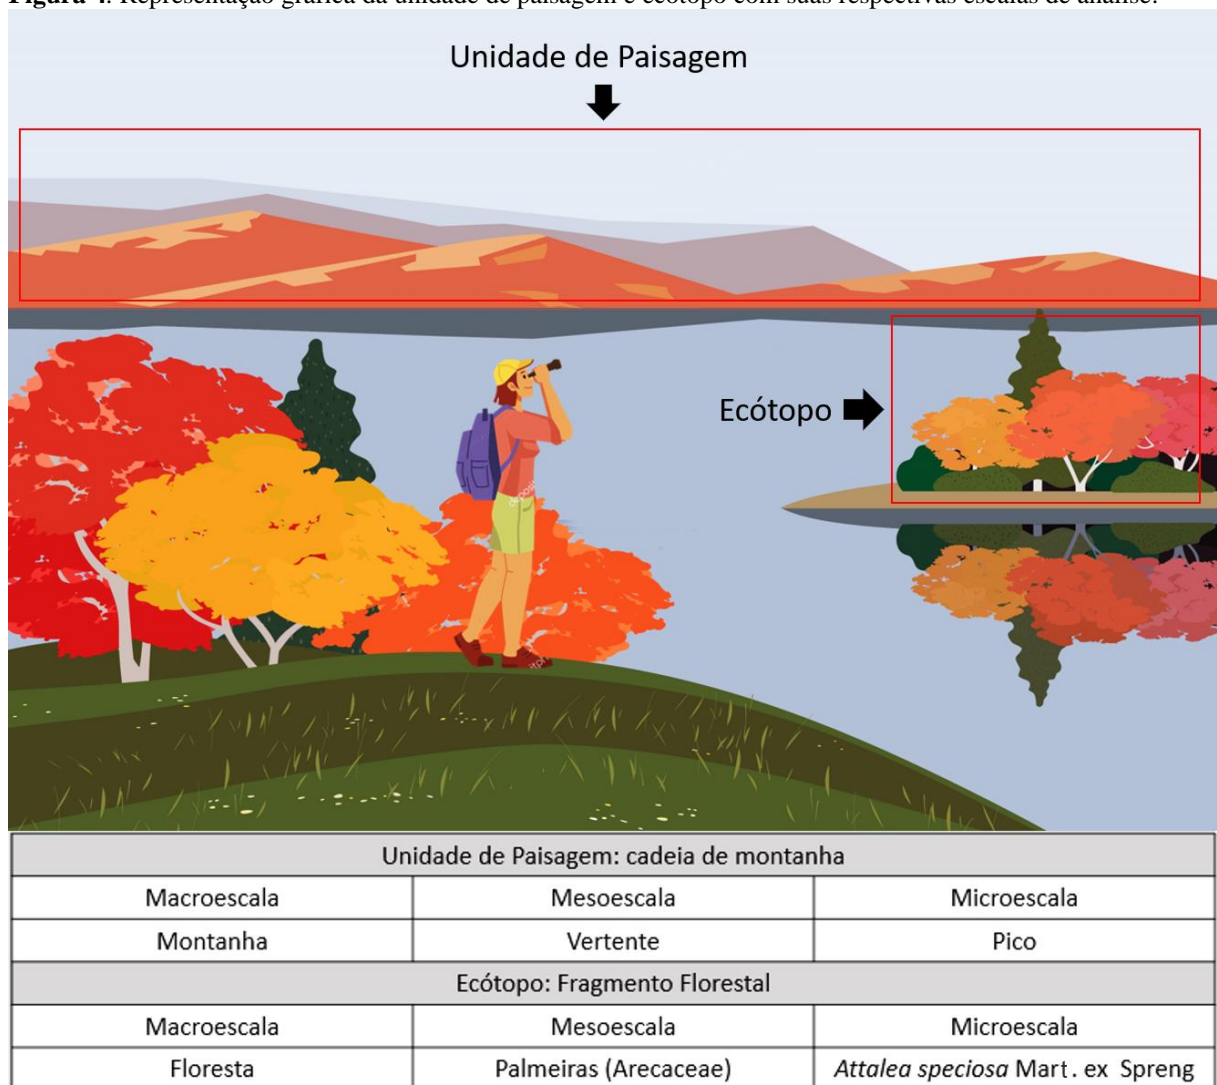 Figura 4. Representação gráfica da unidade de paisagem e ecótopo com suas respectivas escalas de análise.
Unidade de Paisagem
Ecótopo
Unidade de Paisagem: cadeia de montanha
Macroescala Mesoescala Microescala
Montanha Vertente Pico
Ecótopo: Fragmento Florestal
Macroescala Mesoescala Microescala
Floresta Palmeiras (Arecaceae) Attalea speciosa Mart. ex Spreng